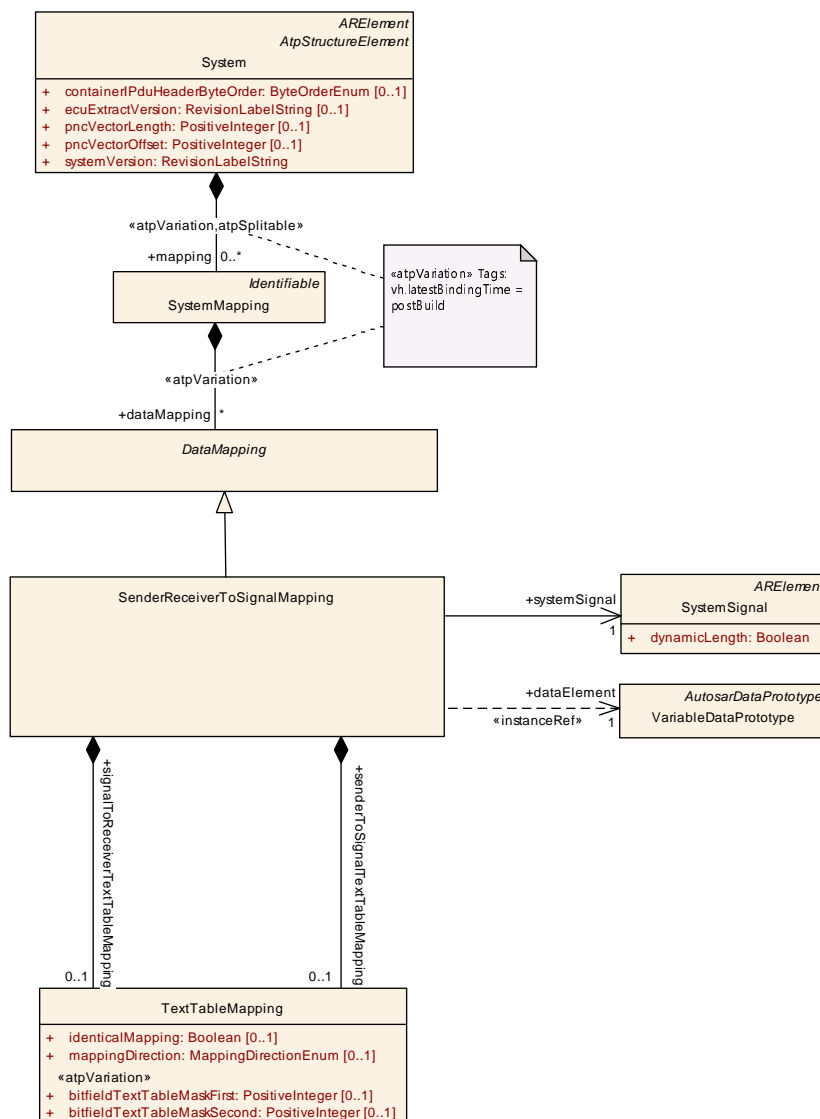 ARElement
AtpStructureElement
System
+ containerIPduHeaderByteOrder: ByteOrderEnum [0..1]
+ ecuExtractVersion: RevisionLabelString [0..1]
+ pncVectorLength: PositiveInteger [0..1]
+ pncVectorOffset: PositiveInteger [0..1]
+ systemVersion: RevisionLabelString
«atpVariation,atpSplitable»
+mapping 0..*
Identifiable
SystemMapping
«atpVariation» Tags:
vh.latestBindingTime =
postBuild
«atpVariation»
+dataMapping *
DataMapping
SenderReceiverToSignalMapping
+systemSignal
1
ARElemen
SystemSignal
+ dynamicLength: Boolean
+dataElement
«instanceRef» 1
AutosarDataPrototype
VariableDataPrototype
+signalToReceiverTextTableMapping
0..1
+senderToSignalTextTableMapping
0..1
TextTableMapping
+ identicalMapping: Boolean [0..1]
+ mappingDirection: MappingDirectionEnum [0..1]
«atpVariation»
+ bitfieldTextTableMaskFirst: PositiveInteger [0..1]
+ bitfieldTextTableMaskSecond: PositiveInteger [0..1]